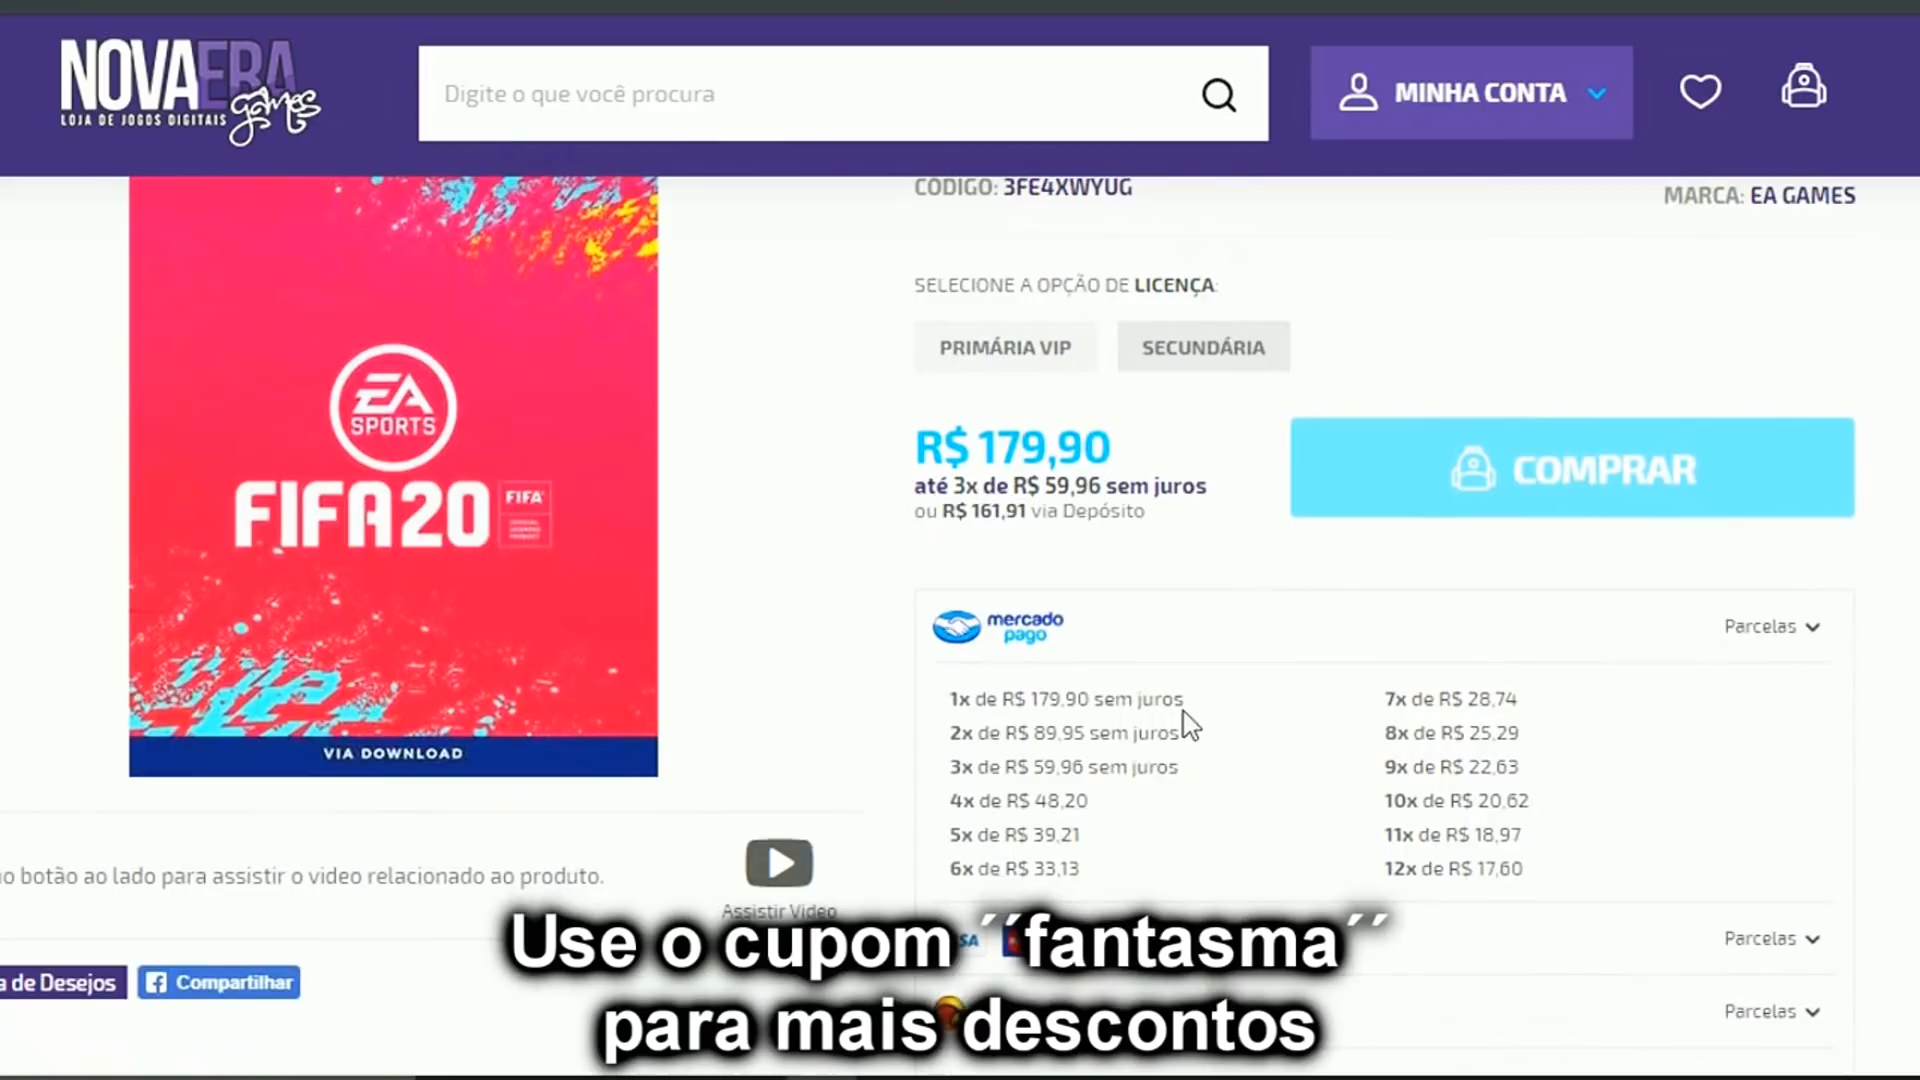 NOVAERA
games
LOJA DE JOGOS DIGITAIS
Digite o que você procura
MINHA CONTA
CÓDIGO: 3FE4XWYUG
MARCA: EA GAMES
SELECIONE A OPÇÃO DE LICENÇA:
PRIMÁRIA VIP
SECUNDÁRIA
R$ 179,90
até 3x de R$ 59,96 sem juros
ou R$ 161,91 via Depósito
COMPRAR
EA
SPORTS
FIFA20
FIFA
VIA DOWNLOAD
mercado
pago
Parcelas
1x de R$ 179,90 sem juros
2x de R$ 89,95 sem juros
3x de R$ 59,96 sem juros
4x de R$ 48,20
5x de R$ 39,21
6x de R$ 33,13
7x de R$ 28,74
8x de R$ 25,29
9x de R$ 22,63
10x de R$ 20,62
11x de R$ 18,97
12x de R$ 17,60
o botão ao lado para assistir o video relacionado ao produto.
Assistir Video
a de Desejos
Compartilhar
Parcelas
Parcelas
Use o cupom ´´fantasma´´
para mais descontos